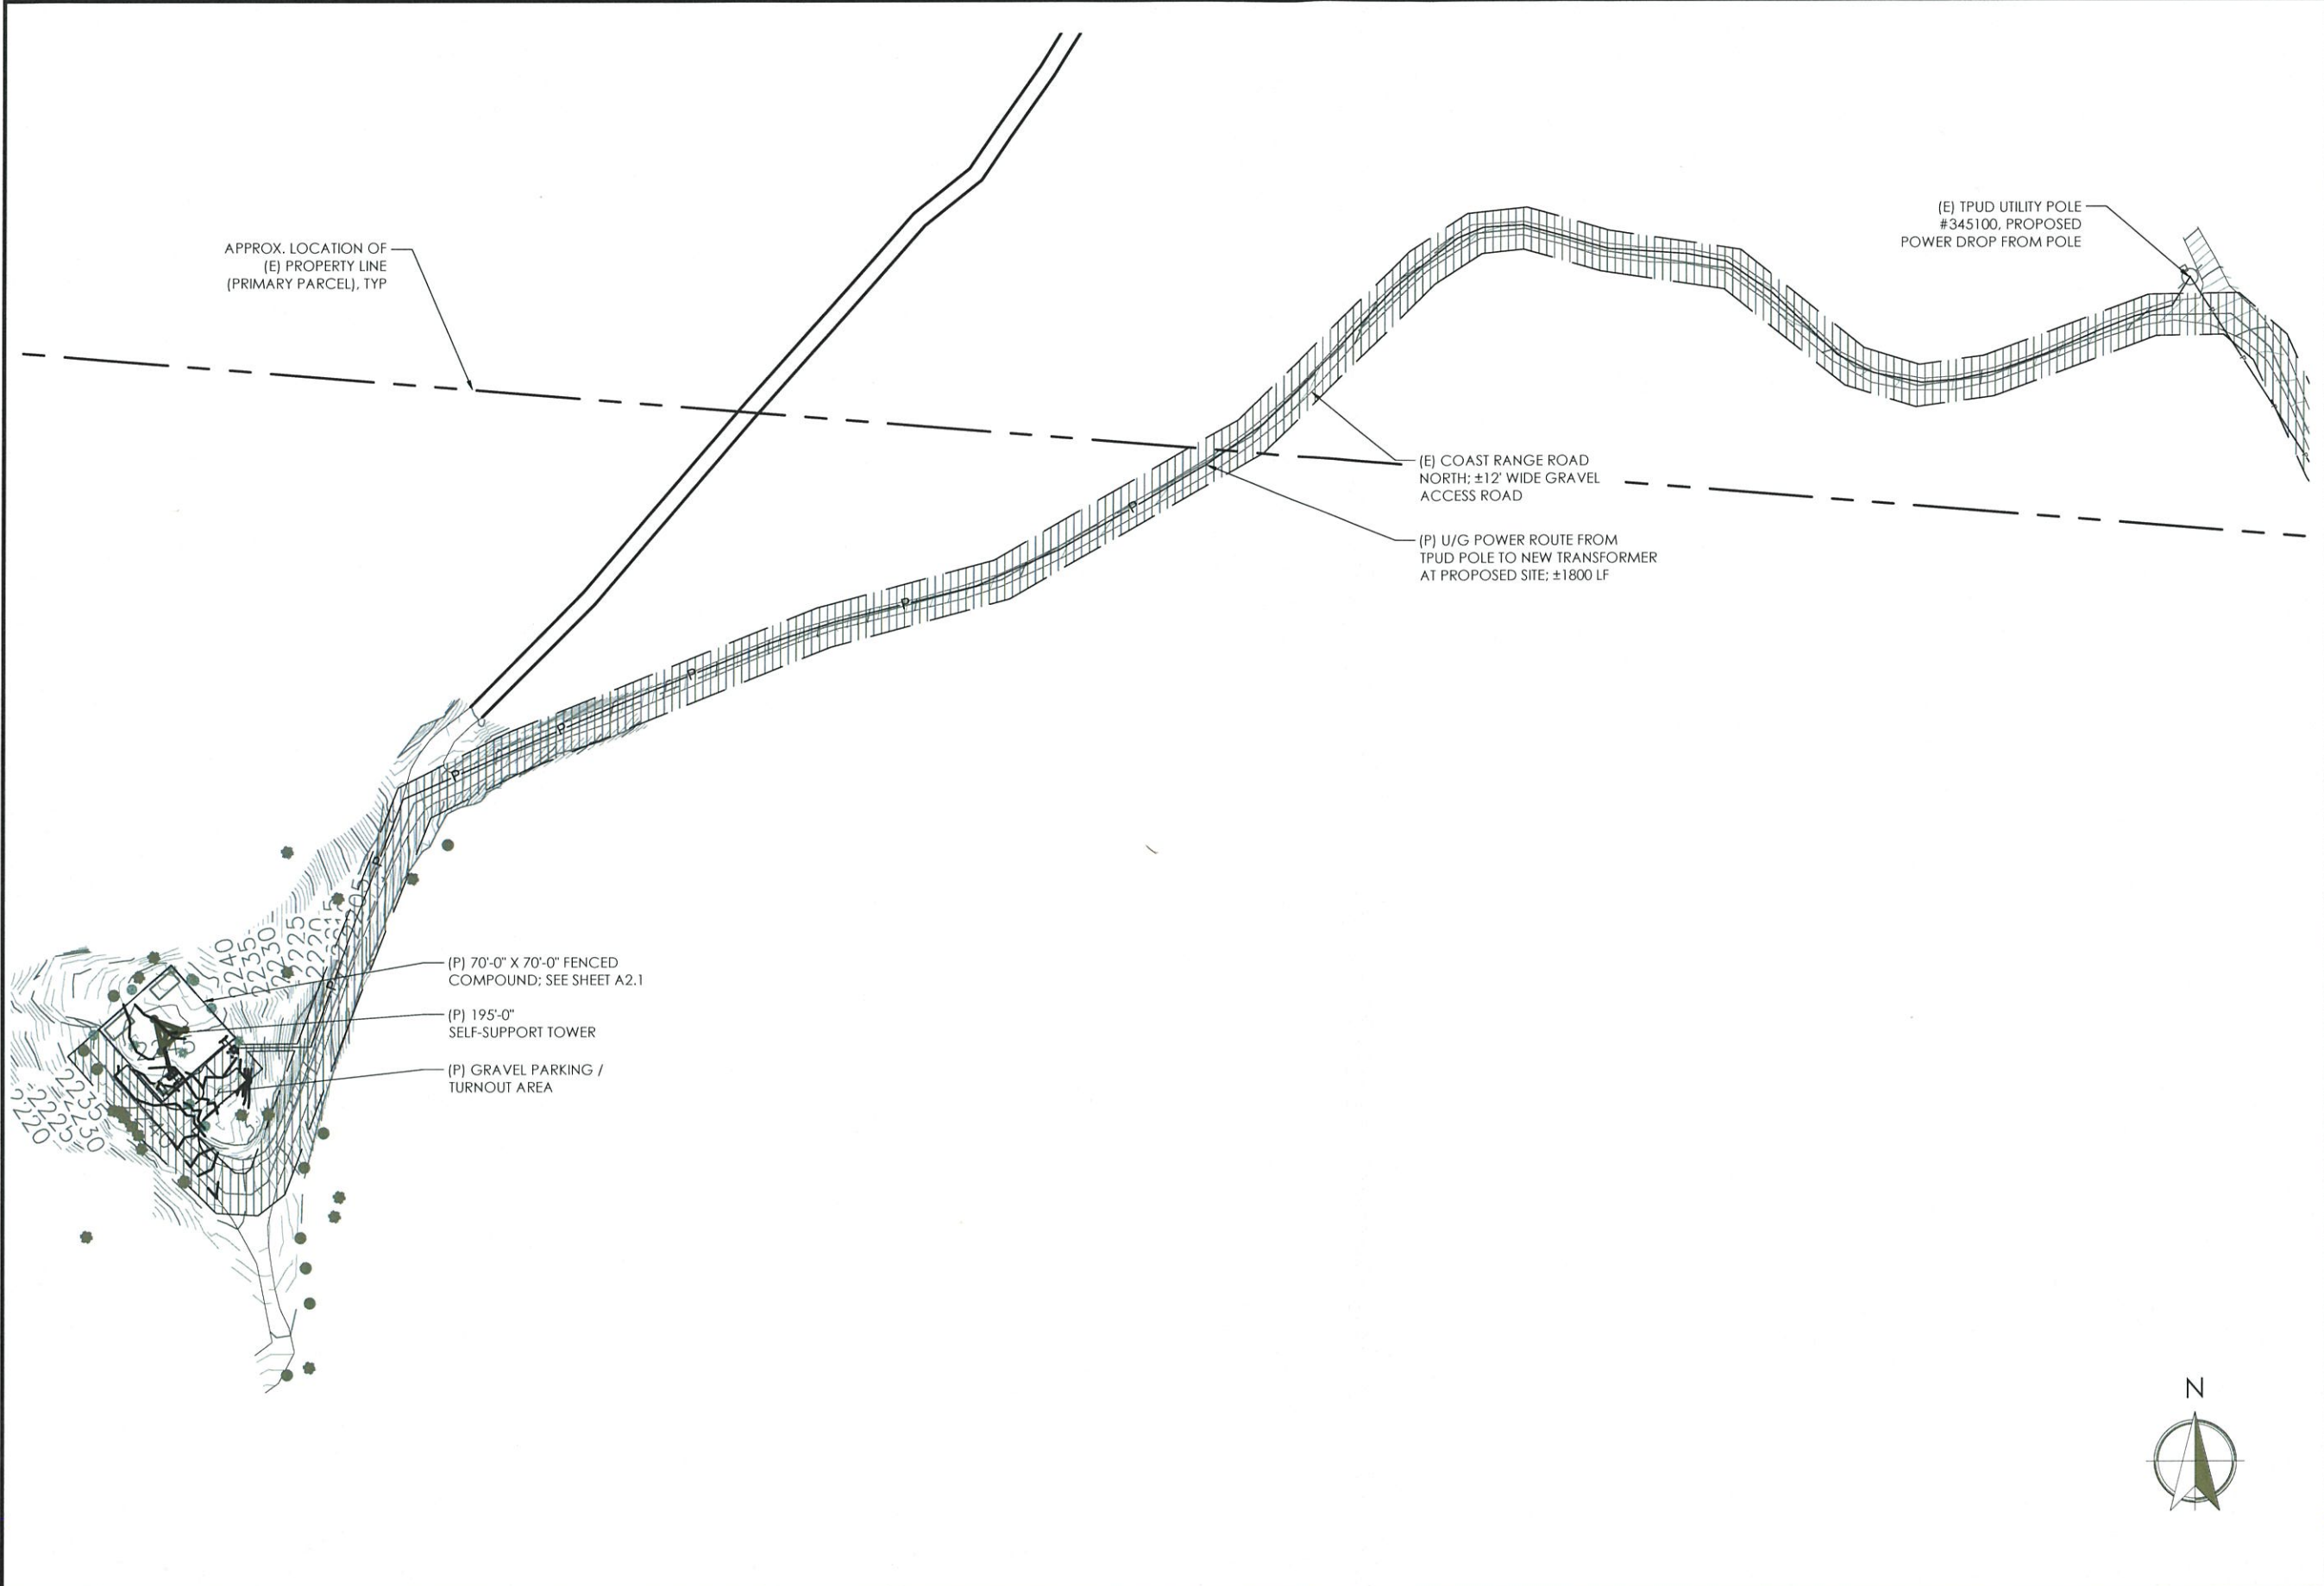 (E) TPUD UTILITY POLE
#345100, PROPOSED
POWER DROP FROM POLE
APPROX. LOCATION OF
(E) PROPERTY LINE
(PRIMARY PARCEL), TYP
(E) COAST RANGE ROAD
NORTH; ±12' WIDE GRAVEL
ACCESS ROAD
(P) U/G POWER ROUTE FROM
TPUD POLE TO NEW TRANSFORMER
AT PROPOSED SITE; ±1800 LF
P
P
P
P
P
P
P
2240
2235
2230
2225
2220
(P) 70'-0" X 70'-0" FENCED
COMPOUND; SEE SHEET A2.1
(P) 195'-0"
SELF-SUPPORT TOWER
(P) GRAVEL PARKING /
TURNOUT AREA
2235
2230
2225
2220
N